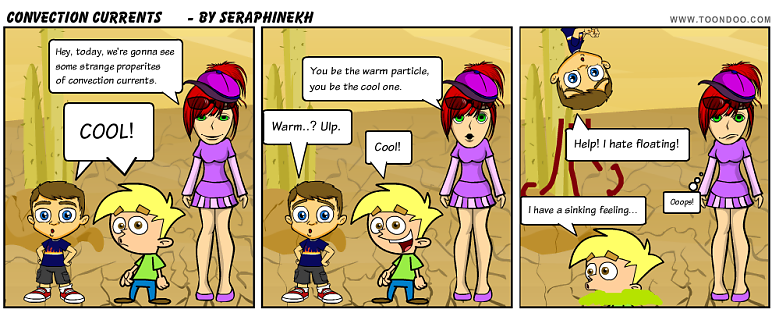 CONVECTION CURRENTS - BY SERAPHINEKH
WWW.TOONDOO.COM
Hey, today, we're gonna see
some strange properites
of convection currents.
COOL!
You be the warm particle,
you be the cool one.
Warm..? Ulp.
Cool!
Help! I hate floating!
Ooops!
I have a sinking feeling...